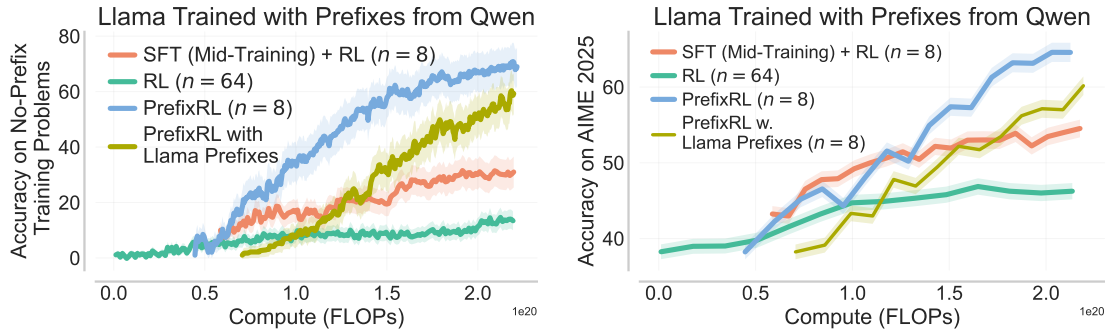 Llama Trained with Prefixes from Qwen
Accuracy on No-Prefix
Training Problems
80
60
40
20
0
SFT (Mid-Training) + RL (n = 8)
RL (n = 64)
PrefixRL (n = 8)
PrefixRL with
Llama Prefixes
0.0 0.5 1.0 1.5 2.0
1e20
Compute (FLOPs)
Llama Trained with Prefixes from Qwen
Accuracy on AIME 2025
60
50
40
SFT (Mid-Training) + RL (n = 8)
RL (n = 64)
PrefixRL (n = 8)
PrefixRL w.
Llama Prefixes (n = 8)
0.0 0.5 1.0 1.5 2.0
1e20
Compute (FLOPs)